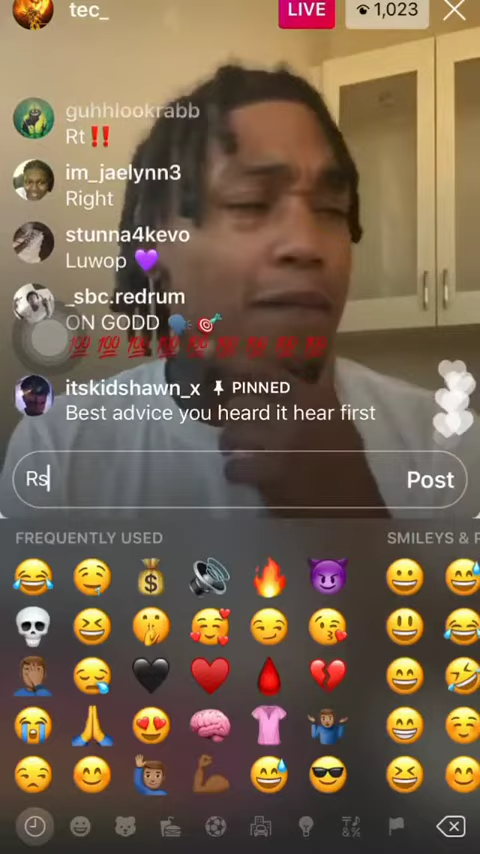 tec_
LIVE
1,023
guhhlookrabb
Rt‼️
im_jaelynn3
Right
stunna4kevo
Luwop 💜
_sbc.redrum
ON GODD 🗣️🎯
💯💯💯💯💯💯💯💯💯
itskidshawn_x 📌 PINNED
Best advice you heard it hear first
Rs
Post
FREQUENTLY USED
SMILEYS & P